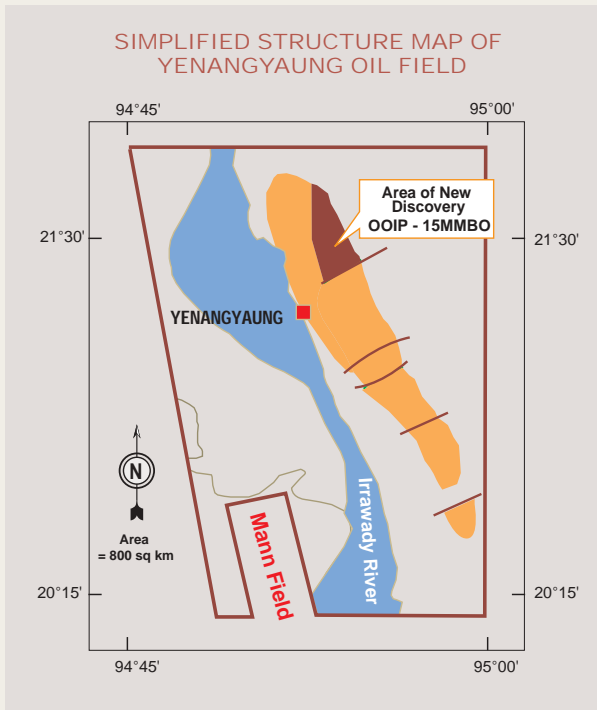 SIMPLIFIED STRUCTURE MAP OF
YENANGYAUNG OIL FIELD
94°45'
95°00'
Area of New
Discovery
OOIP - 15MMBO
21°30'
21°30'
YENANGYAUNG
N
Area
= 800 sq km
Mann Field
Irrawady River
20°15'
20°15'
94°45'
95°00'